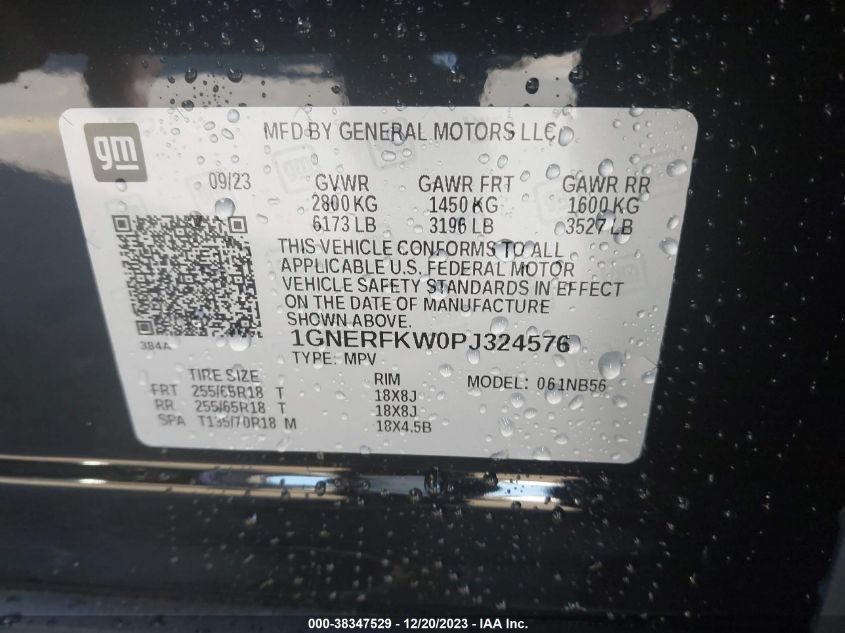 gm
MFD BY GENERAL MOTORS LLC
09/23 GVWR GAWR FRT GAWR RR
2800 KG 1450 KG 1600 KG
6173 LB 3196 LB 3527 LB
THIS VEHICLE CONFORMS TO ALL
APPLICABLE U.S. FEDERAL MOTOR
VEHICLE SAFETY STANDARDS IN EFFECT
ON THE DATE OF MANUFACTURE
SHOWN ABOVE.
384A
1GNERFKW0PJ324576
TYPE: MPV
TIRE SIZE RIM MODEL: 061NB56
FRT 255/65R18 T 18X8J
RR 255/65R18 T 18X8J
SPA T135/70R18 M 18X4.5B
000-38347529 - 12/20/2023 - IAA Inc.